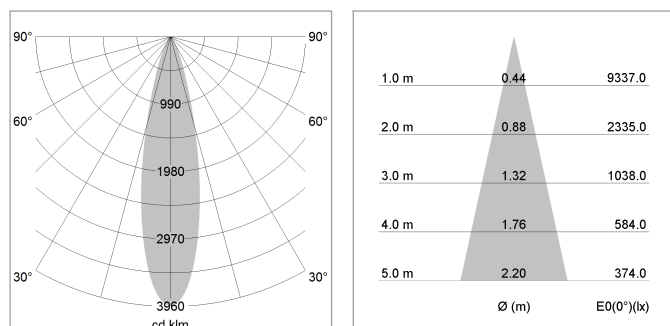 90° 90°
990
60° 60°
1980
2970
30° 30°
3960
cd klm
1.0 m 0.44 9337.0
2.0 m 0.88 2335.0
3.0 m 1.32 1038.0
4.0 m 1.76 584.0
5.0 m 2.20 374.0
Ø (m) E0(0°)(lx)